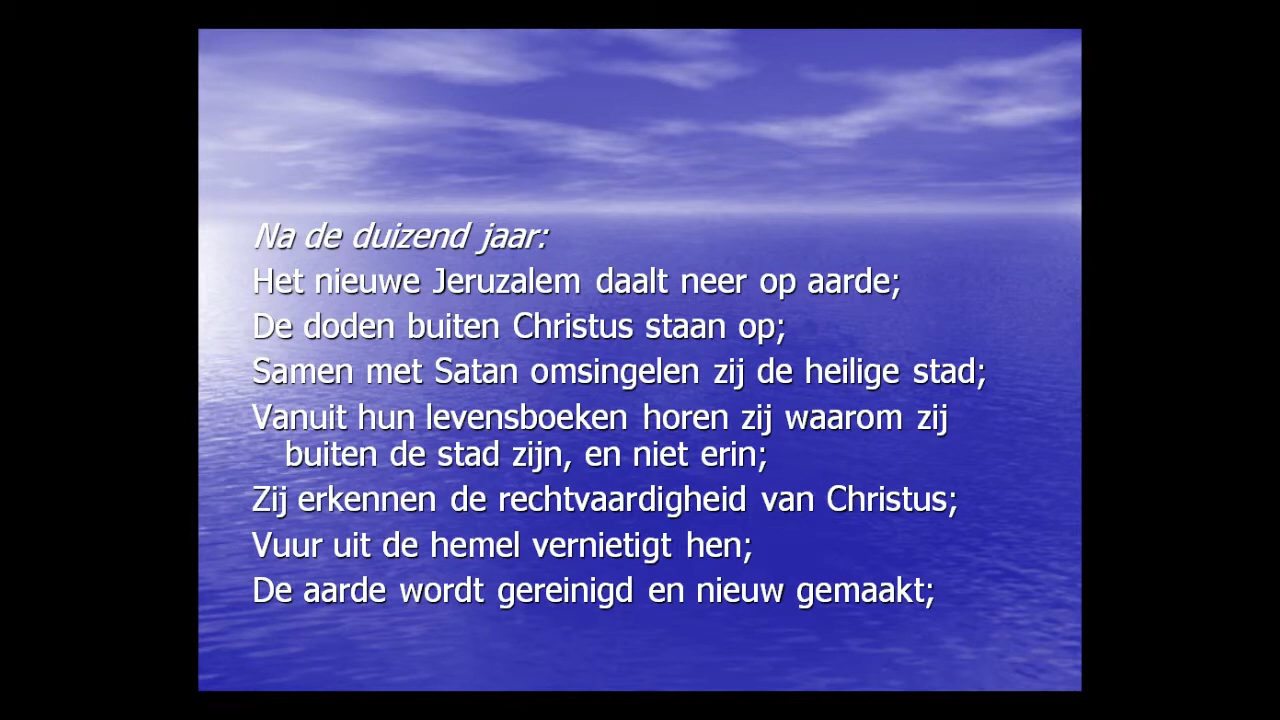 Na de duizend jaar:
Het nieuwe Jeruzalem daalt neer op aarde;
De doden buiten Christus staan op;
Samen met Satan omsingelen zij de heilige stad;
Vanuit hun levensboeken horen zij waarom zij
buiten de stad zijn, en niet erin;
Zij erkennen de rechtvaardigheid van Christus;
Vuur uit de hemel vernietigt hen;
De aarde wordt gereinigd en nieuw gemaakt;